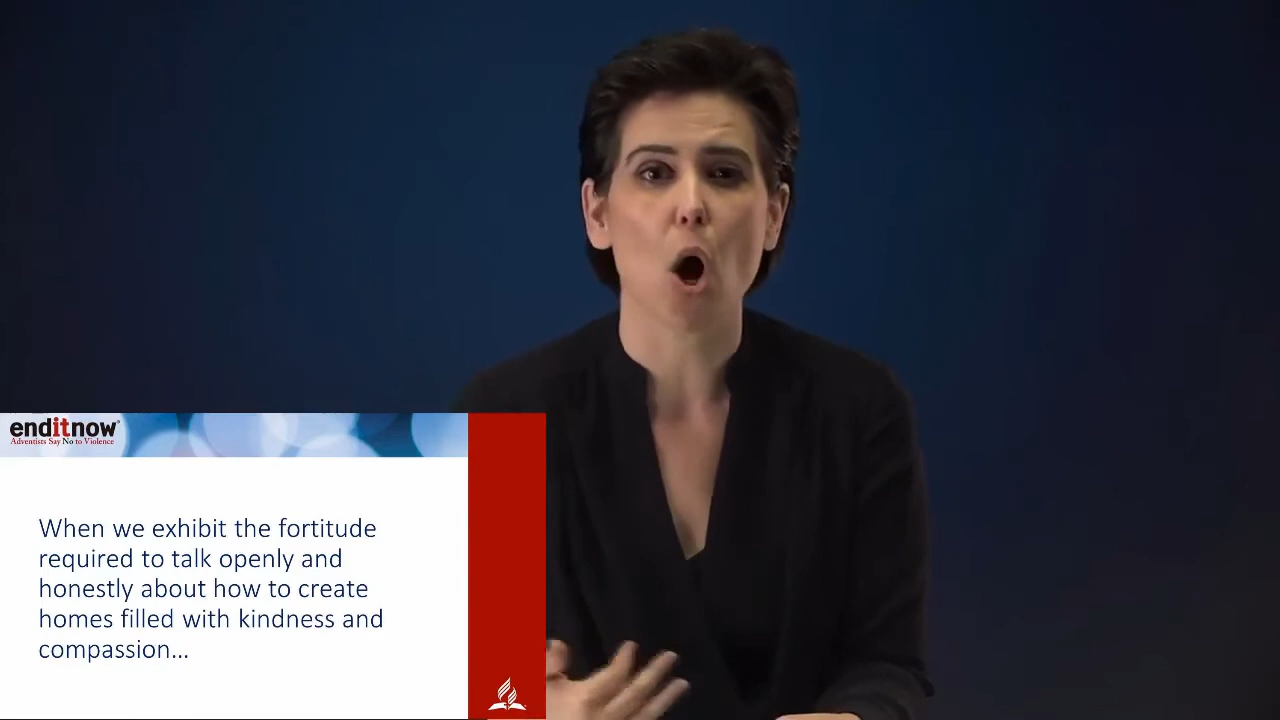 enditnow®
Adventists Say No to Violence
When we exhibit the fortitude
required to talk openly and
honestly about how to create
homes filled with kindness and
compassion...